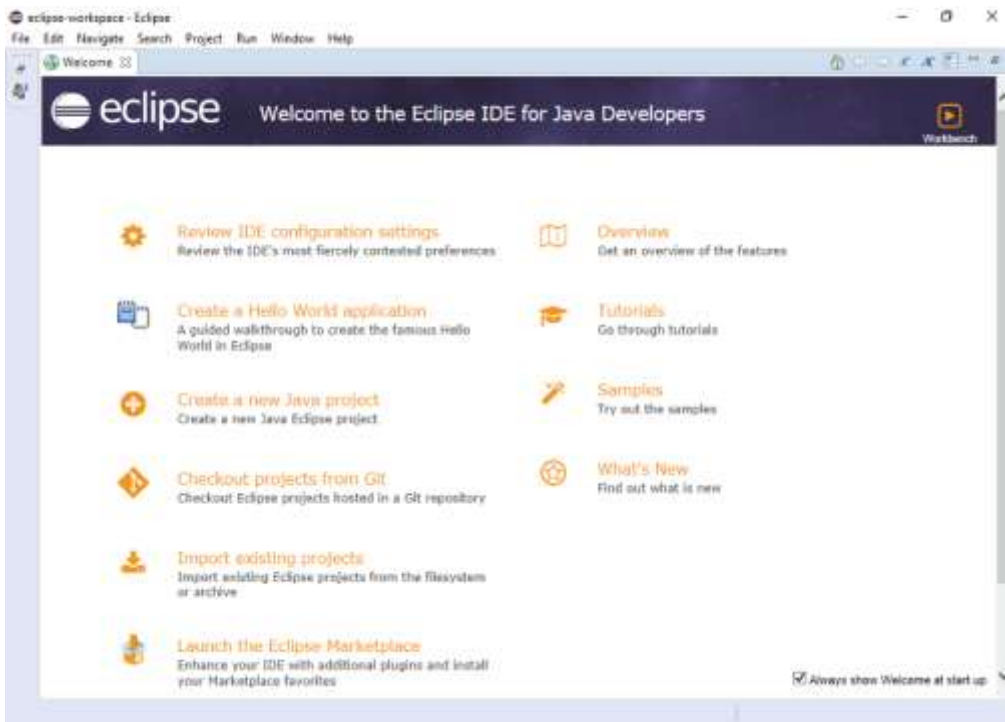 eclipse-workspace - Eclipse
File Edit Navigate Search Project Run Window Help
Welcome
eclipse Welcome to the Eclipse IDE for Java Developers
Workbench
Review IDE configuration settings
Review the IDE's most fiercely contested preferences
Create a Hello World application
A guided walkthrough to create the famous Hello
World in Eclipse
Create a new Java project
Create a new Java Eclipse project
Checkout projects from Git
Checkout Eclipse projects hosted in a Git repository
Import existing projects
Import existing Eclipse projects from the filesystem
or archive
Launch the Eclipse Marketplace
Enhance your IDE with additional plugins and install
your Marketplace favorites
Overview
Get an overview of the features
Tutorials
Go through tutorials
Samples
Try out the samples
What's New
Find out what is new
Always show Welcome at start up